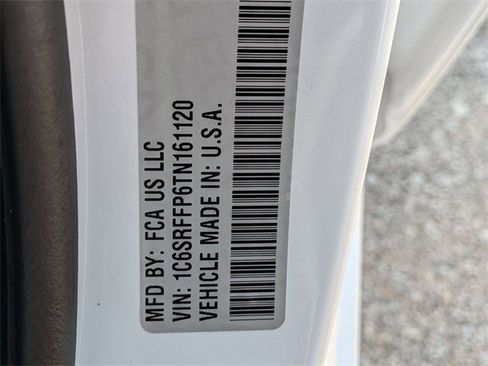 MFD BY: FCA US LLC
VIN: 1C6SRFFP6TN161120
VEHICLE MADE IN: U.S.A.